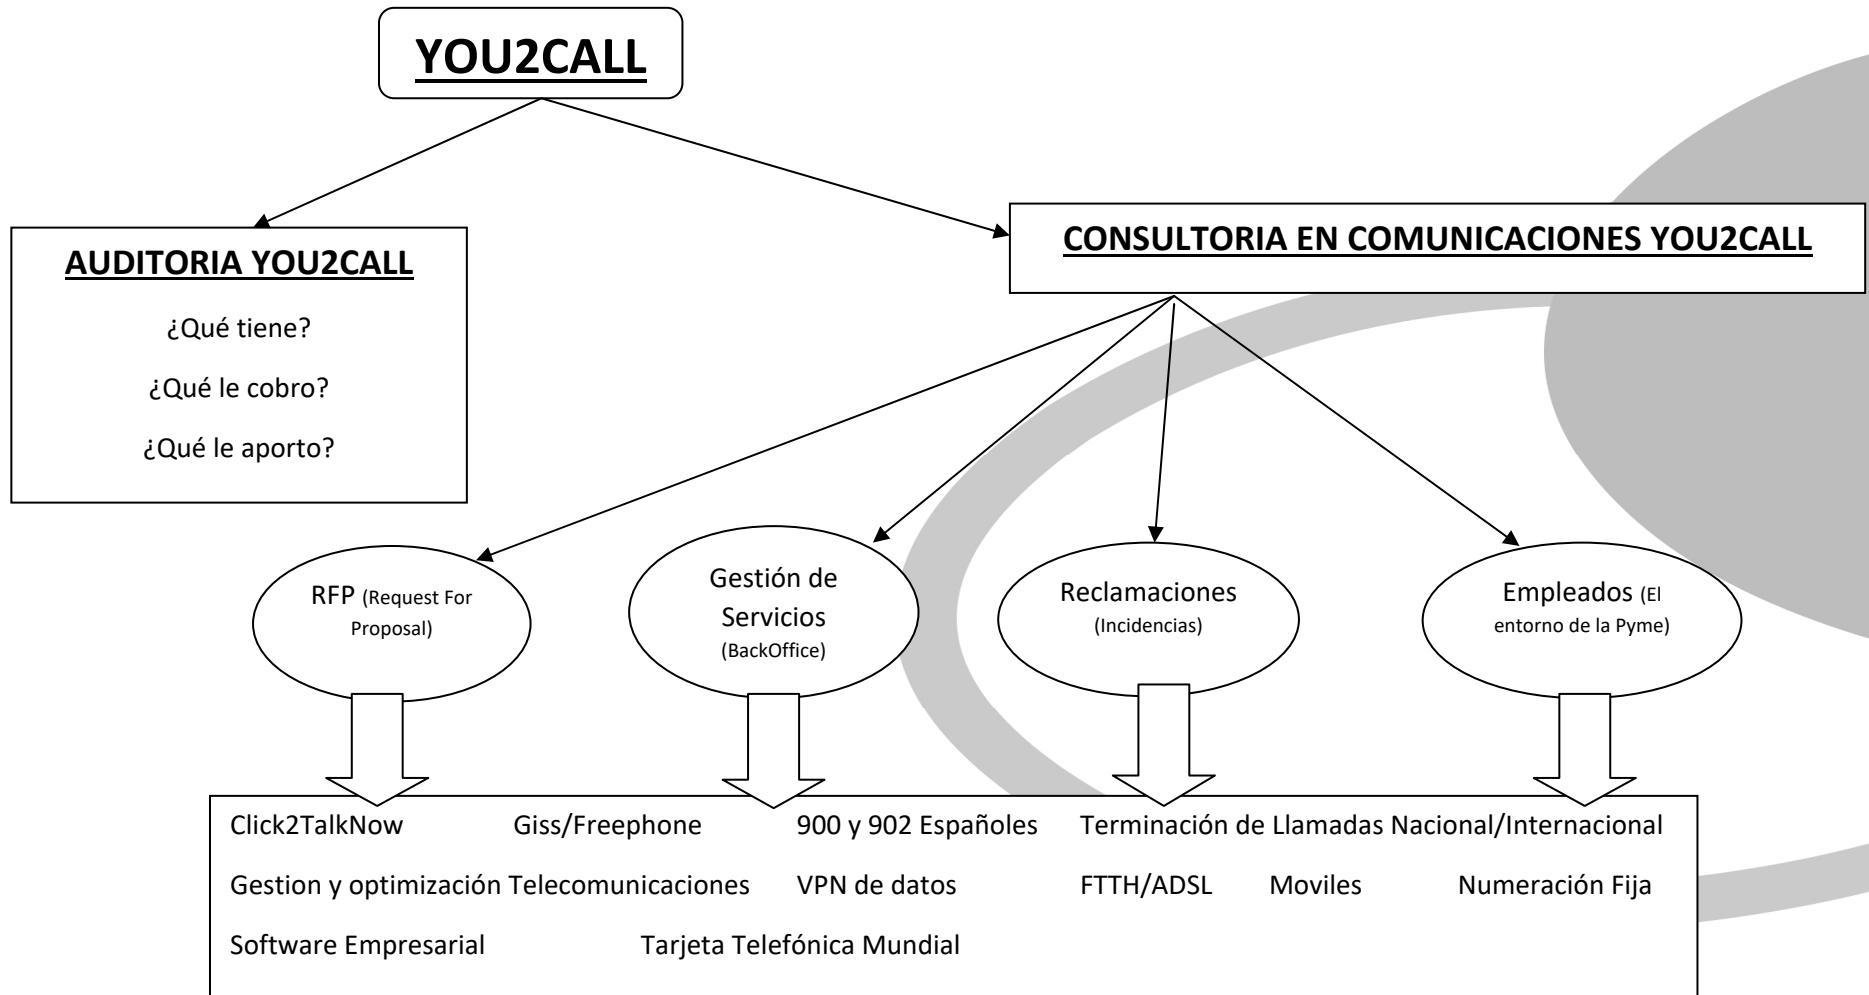 YOU2CALL
AUDITORIA YOU2CALL
¿Qué tiene?
¿Qué le cobro?
¿Qué le aporto?
CONSULTORIA EN COMUNICACIONES YOU2CALL
RFP (Request For
Proposal)
Gestión de
Servicios
(BackOffice)
Reclamaciones
(Incidencias)
Empleados (El
entorno de la Pyme)
Click2TalkNow Giss/Freephone 900 y 902 Españoles Terminación de Llamadas Nacional/Internacional
Gestion y optimización Telecomunicaciones VPN de datos FTTH/ADSL Moviles Numeración Fija
Software Empresarial Tarjeta Telefónica Mundial